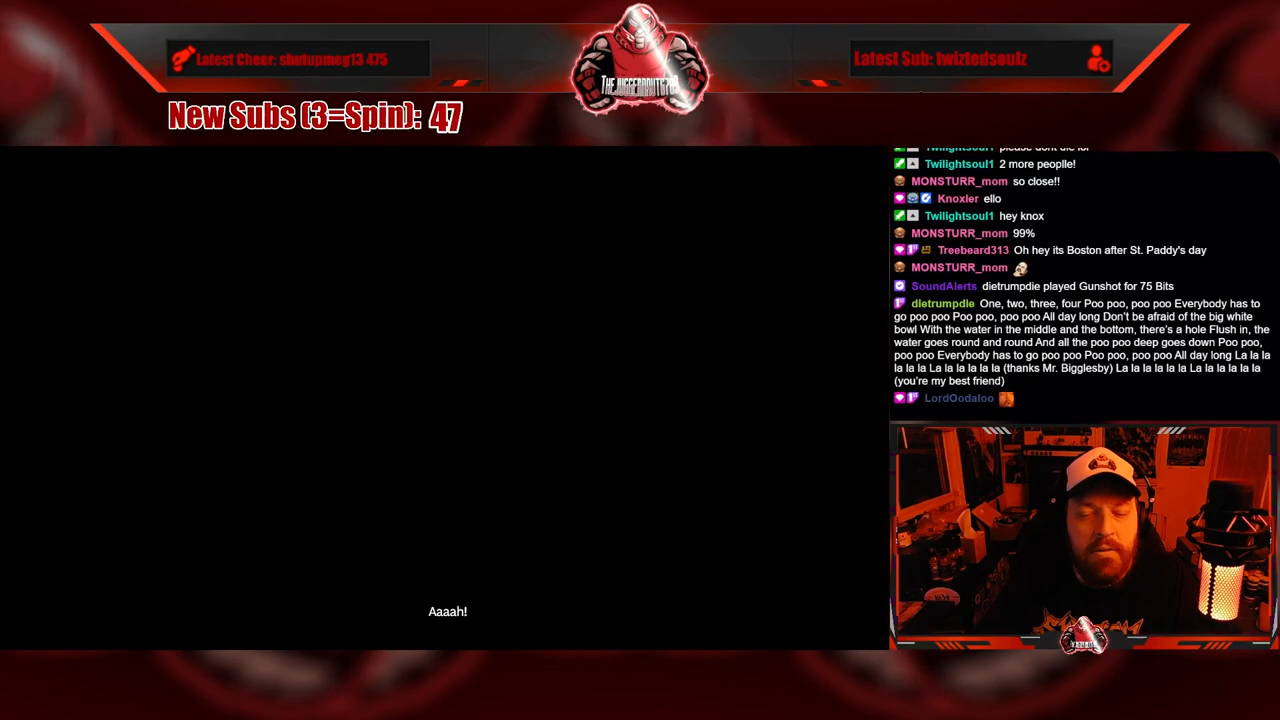 Latest Cheer: shutupmeg13 475
Latest Sub: twiztedsoulz
THEJUGGERNAUT6789
New Subs (3=Spin): 47
Twilightsoul1 please dont die lol
Twilightsoul1 2 more peoplle!
MONSTURR_mom so close!!
Knoxler ello
Twilightsoul1 hey knox
MONSTURR_mom 99%
Treebeard313 Oh hey its Boston after St. Paddy's day
MONSTURR_mom
SoundAlerts dietrumpdie played Gunshot for 75 Bits
dietrumpdie One, two, three, four Poo poo, poo poo Everybody has to
go poo poo Poo poo, poo poo All day long Don't be afraid of the big white
bowl With the water in the middle and the bottom, there's a hole Flush in, the
water goes round and round And all the poo poo deep goes down Poo poo,
poo poo Everybody has to go poo poo Poo poo, poo poo All day long La la la
la la la La la la la la la (thanks Mr. Bigglesby) La la la la la la La la la la la la
(you're my best friend)
LordOodaloo
Aaaah!